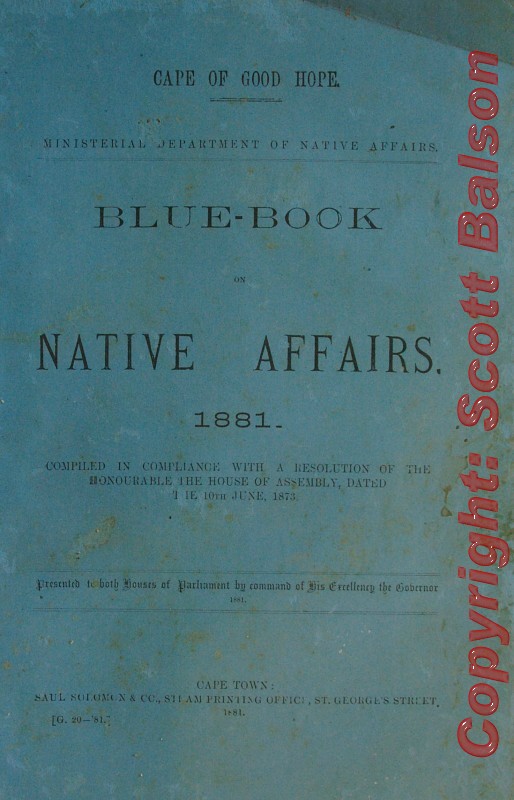 CAPE OF GOOD HOPE.
MINISTERIAL DEPARTMENT OF NATIVE AFFAIRS.
BLUE-BOOK
ON
NATIVE AFFAIRS.
1881.
COMPILED IN COMPLIANCE WITH A RESOLUTION OF THE
HONOURABLE THE HOUSE OF ASSEMBLY, DATED
THE 10TH JUNE, 1873.
Presented to both Houses of Parliament by command of His Excellency the Governor
1881.
CAPE TOWN:
SAUL SOLOMON & CO., STEAM PRINTING OFFICE, ST. GEORGE'S STREET.
1881.
[G. 20—'81.]
Copyright: Scott Balson